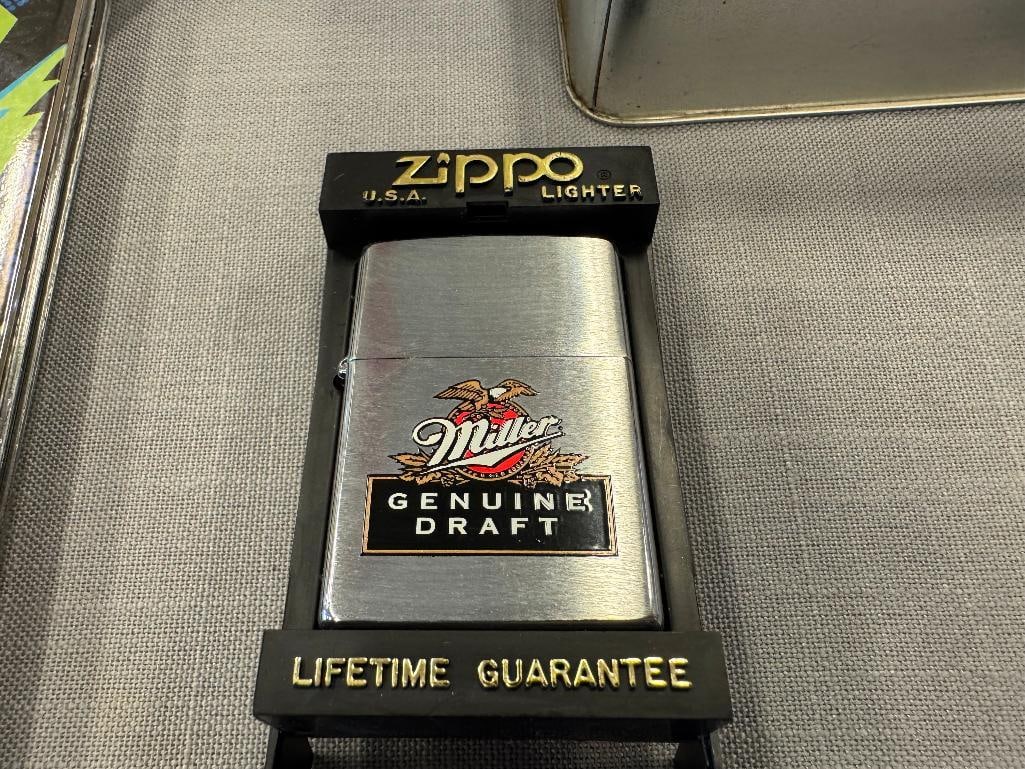 Zippo ®
U.S.A. LIGHTER
Miller
GENUINE
DRAFT
LIFETIME GUARANTEE